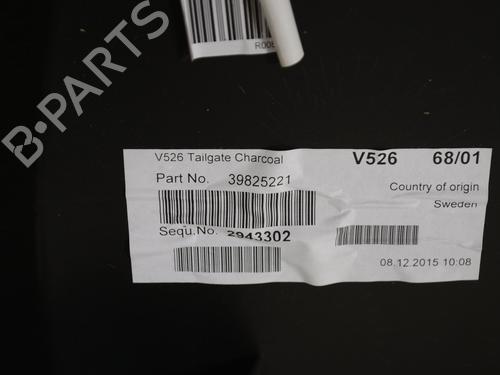 R006
V526 Tailgate Charcoal V526 68/01
Part No. 39825221
Country of origin
Sweden
Sequ.No. 2943302
08.12.2015 10:08
B-PARTS